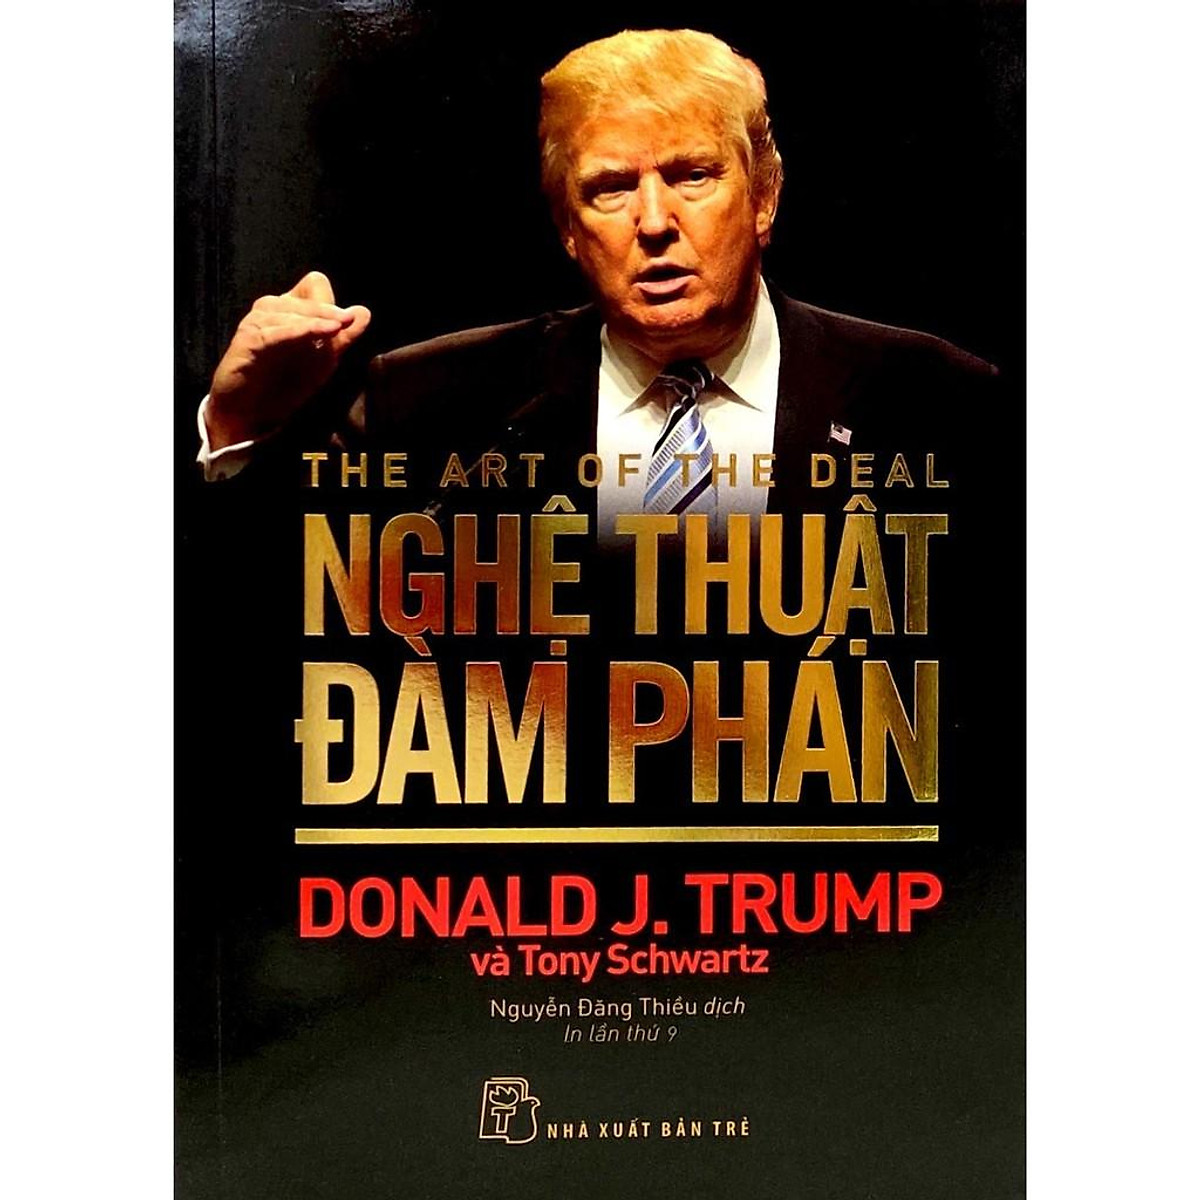 THE ART OF THE DEAL
NGHỆ THUẬT
ĐÀM PHÁN
DONALD J. TRUMP
và Tony Schwartz
Nguyễn Đăng Thiều dịch
In lần thứ 9
T
NHÀ XUẤT BẢN TRẺ